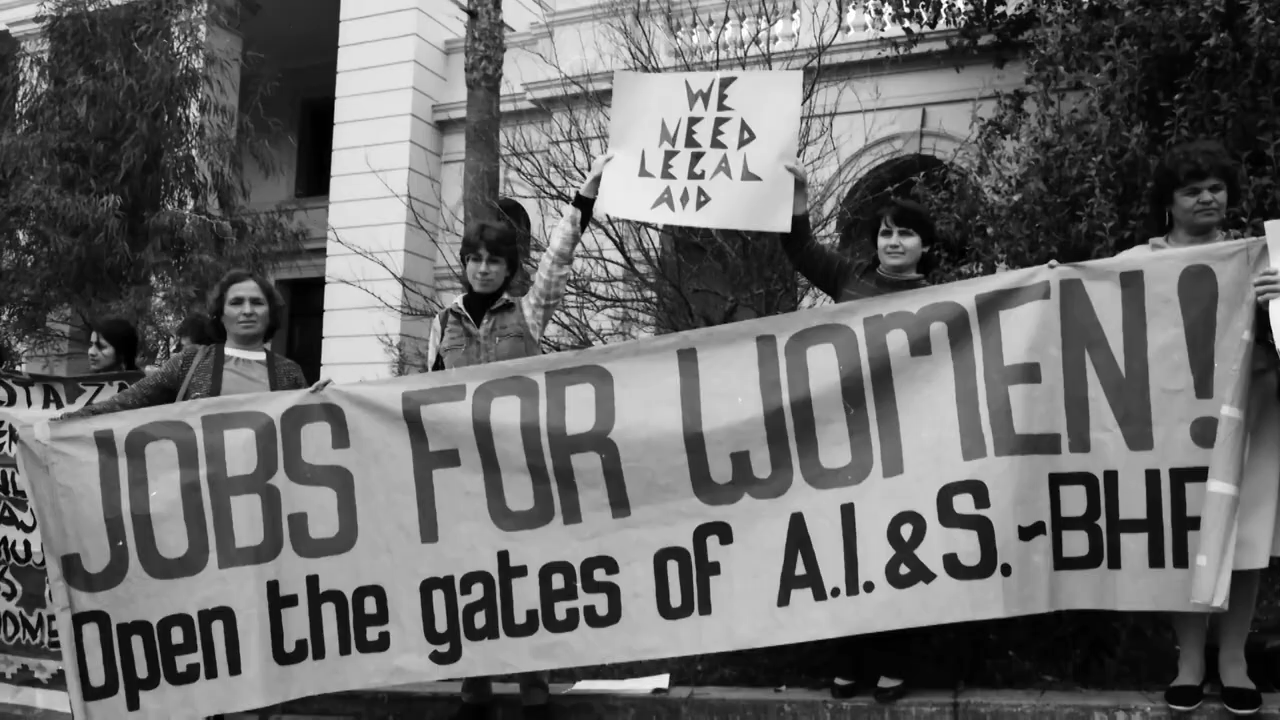 WE
NEED
LEGAL
AID
JOBS FOR WOMEN!
Open the gates of A.I.&S.-BHP